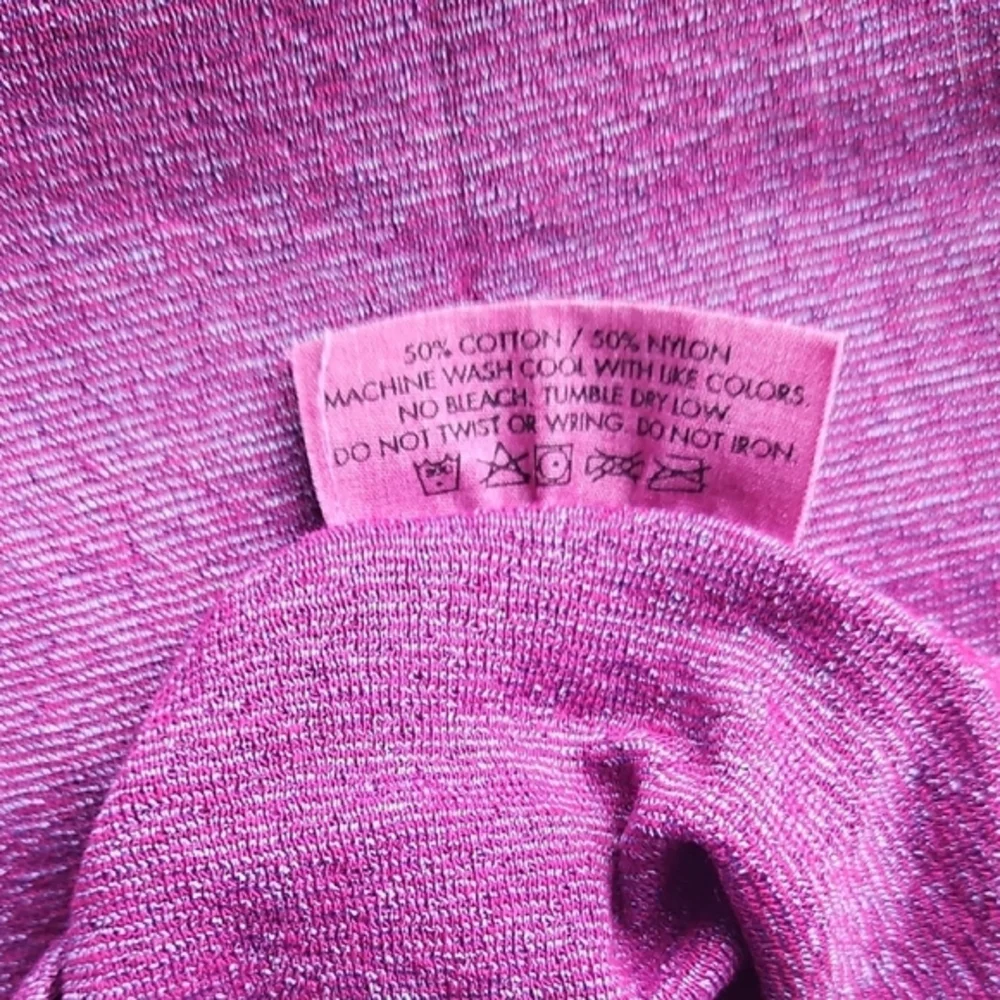 50% COTTON / 50% NYLON
MACHINE WASH COOL WITH LIKE COLORS.
NO BLEACH. TUMBLE DRY LOW.
DO NOT TWIST OR WRING. DO NOT IRON.